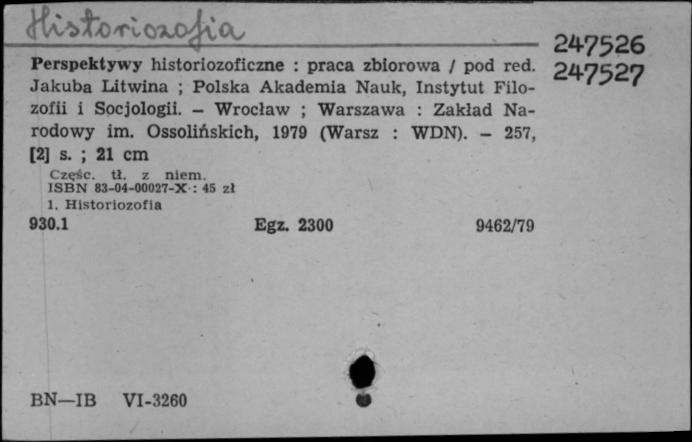 Historiozofia
247526
247527
Perspektywy historiozoficzne : praca zbiorowa / pod red.
Jakuba Litwina ; Polska Akademia Nauk, Instytut Filo-
zofii i Socjologii. — Wrocław ; Warszawa : Zakład Na-
rodowy im. Ossolińskich, 1979 (Warsz : WDN). — 257,
[2] s. ; 21 cm
Częśc. tł. z niem.
ISBN 83-04-00027-X : 45 zł
1. Historiozofia
930.1 Egz. 2300 9462/79
BN—IB VI-3260